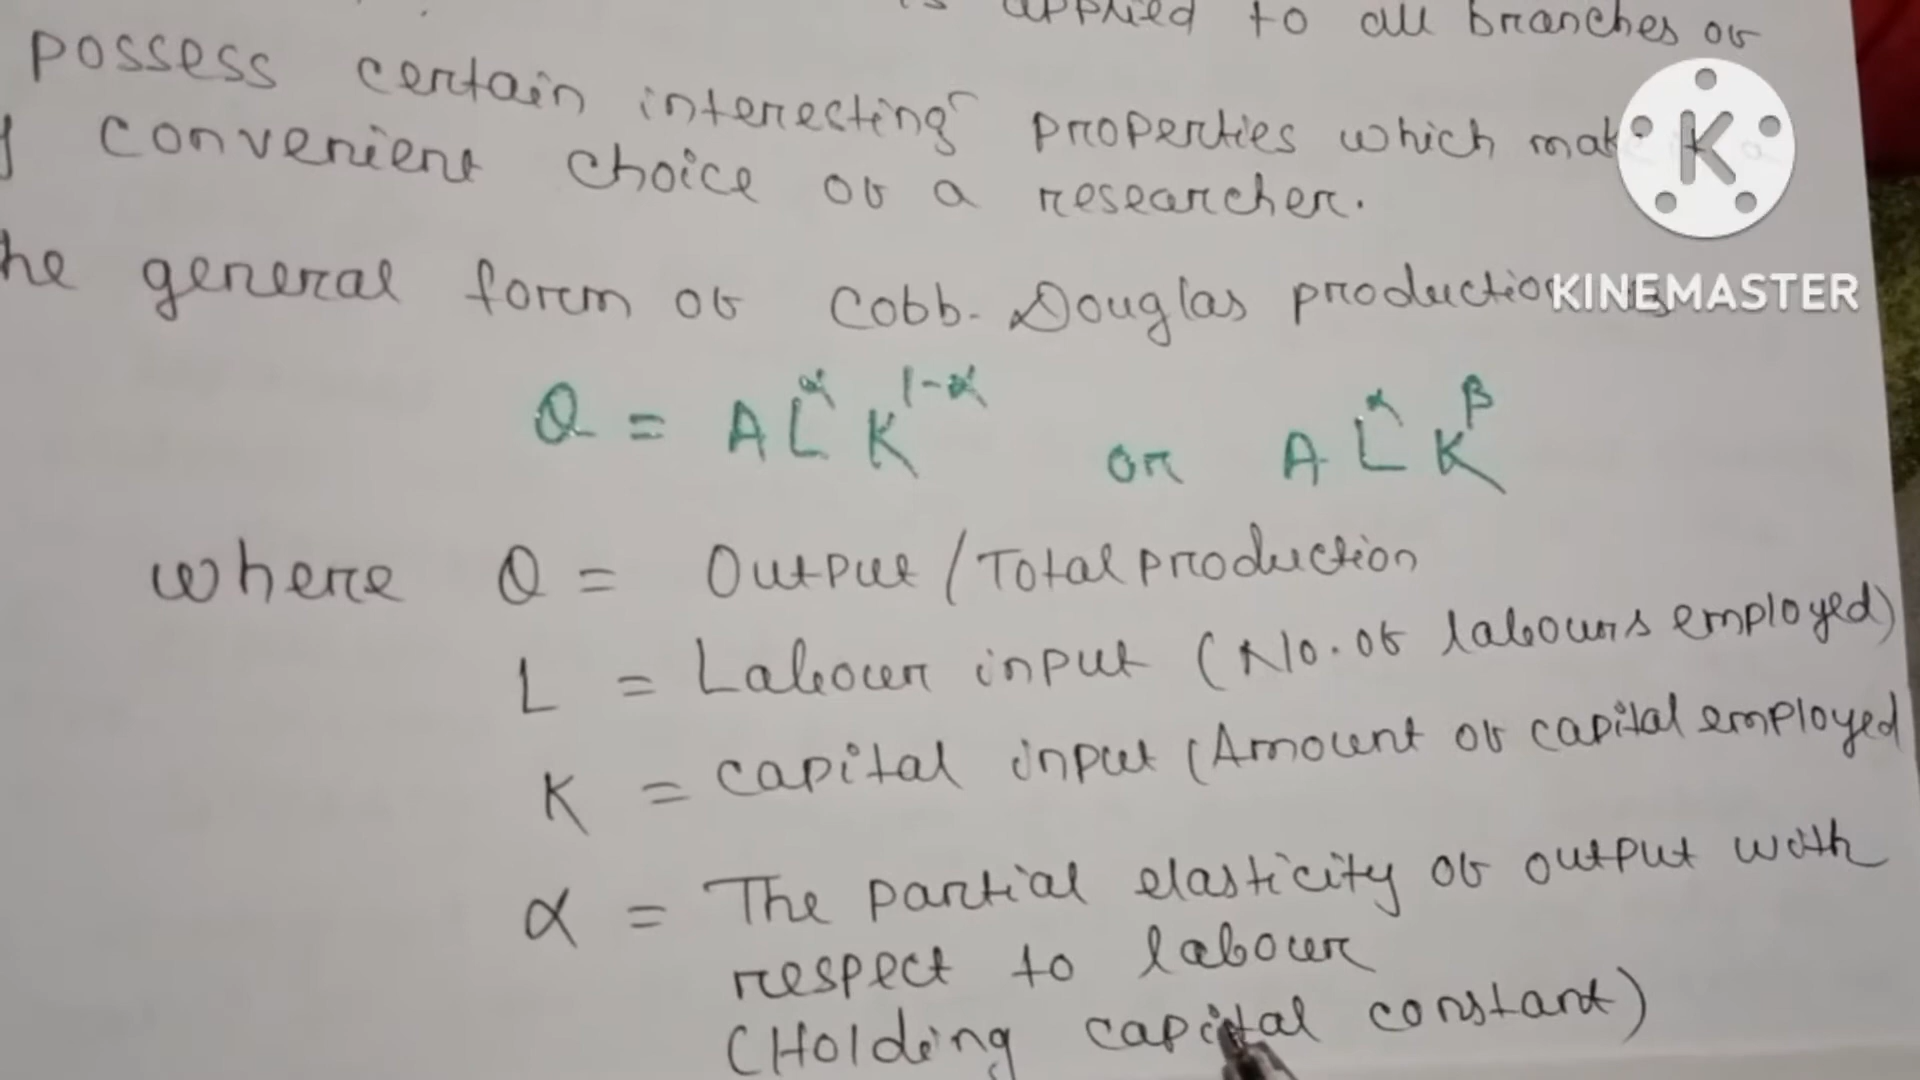 applied to all branches of
possess certain interesting properties which mak
convenient choice of a researcher.
he general form of Cobb-Douglas production
Q = A L^α K^1-α or A L^α K^β
where Q = Output / Total production
L = Labour input (No. of labours employed)
K = capital input (Amount of capital employed
α = The partial elasticity of output with
respect to labour
(Holding capital constant)
K
KINEMASTER